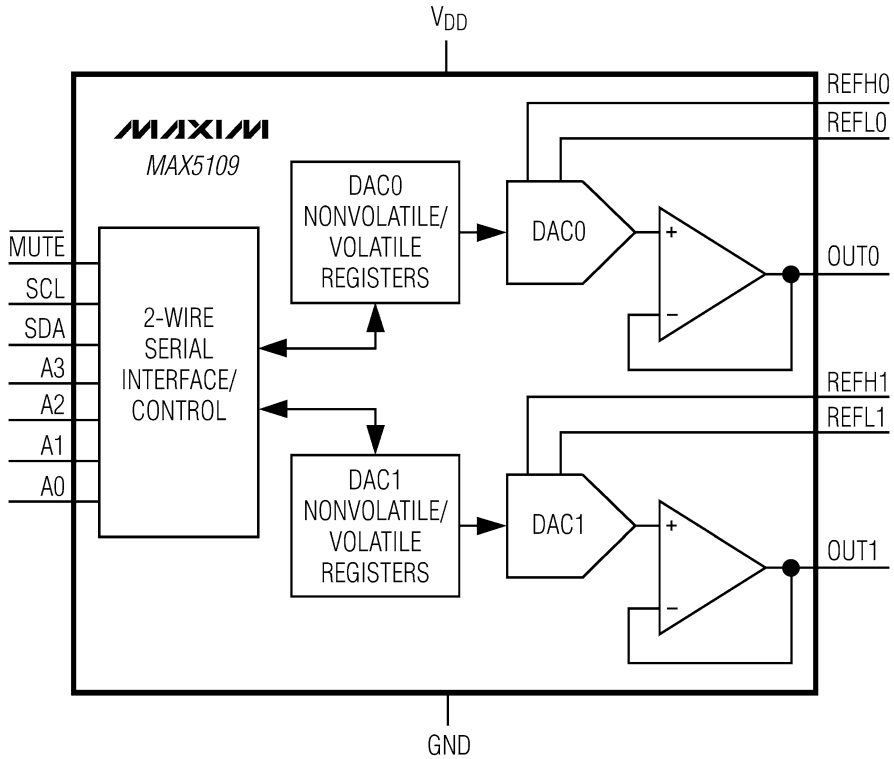 VDD
REFH0
REFL0
MAXIM
MAX5109
DAC0
NONVOLATILE/
VOLATILE
REGISTERS
DAC0
+
−
OUT0
MUTE
SCL
SDA
A3
A2
A1
A0
2-WIRE
SERIAL
INTERFACE/
CONTROL
REFH1
REFL1
DAC1
NONVOLATILE/
VOLATILE
REGISTERS
DAC1
+
−
OUT1
GND